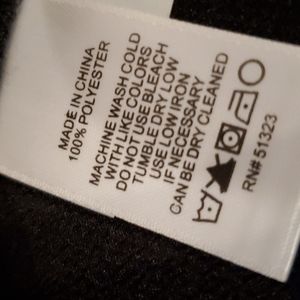 MADE IN CHINA
100% POLYESTER
MACHINE WASH COLD
WITH LIKE COLORS
DO NOT USE BLEACH
TUMBLE DRY LOW
USE LOW IRON
IF NECESSARY
CAN BE DRY CLEANED
RN# 51323